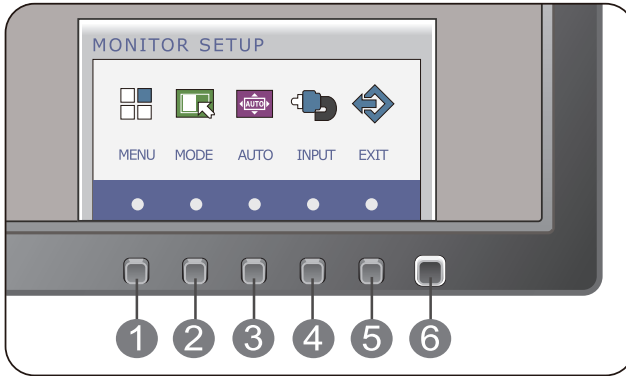 MONITOR SETUP
AUTO
MENU MODE AUTO INPUT EXIT
1 2 3 4 5 6